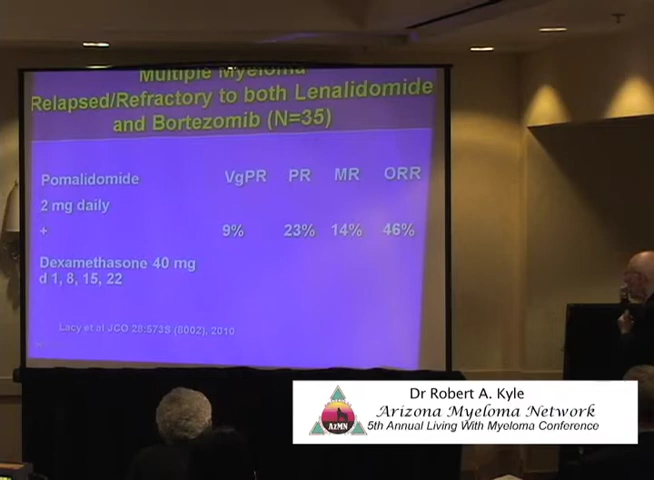 Multiple Myeloma
Relapsed/Refractory to both Lenalidomide
and Bortezomib (N=35)
Pomalidomide VgPR PR MR ORR
2 mg daily
+ 9% 23% 14% 46%
Dexamethasone 40 mg
d 1, 8, 15, 22
Lacy et al JCO 28:573S (8002), 2010
Dr Robert A. Kyle
Arizona Myeloma Network
AzMN
5th Annual Living With Myeloma Conference